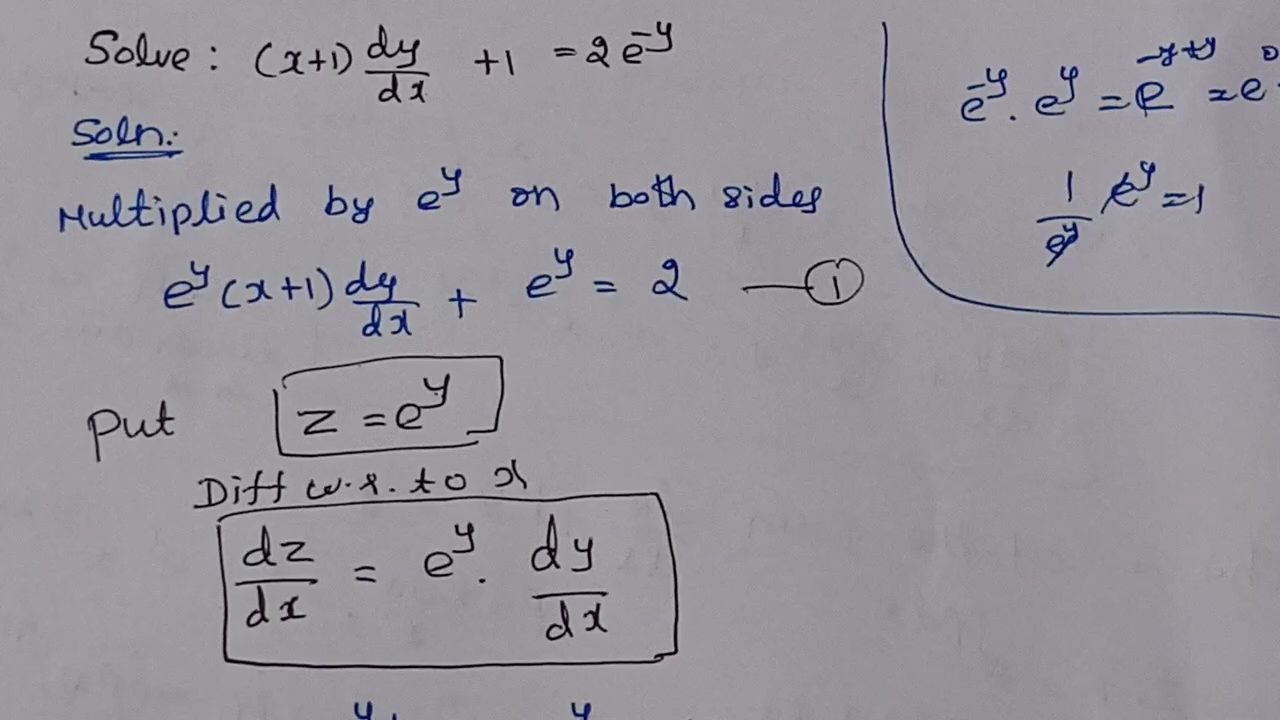 Solve : (x+1) dy/dx + 1 = 2e^-y
Soln:
Multiplied by e^y on both sides
e^y (x+1) dy/dx + e^y = 2 — ①
Put z = e^y
Diff w.r. to x
dz/dx = e^y . dy/dx
e^-y . e^y = e^-y+y = e^0
1/e^y e^y = 1